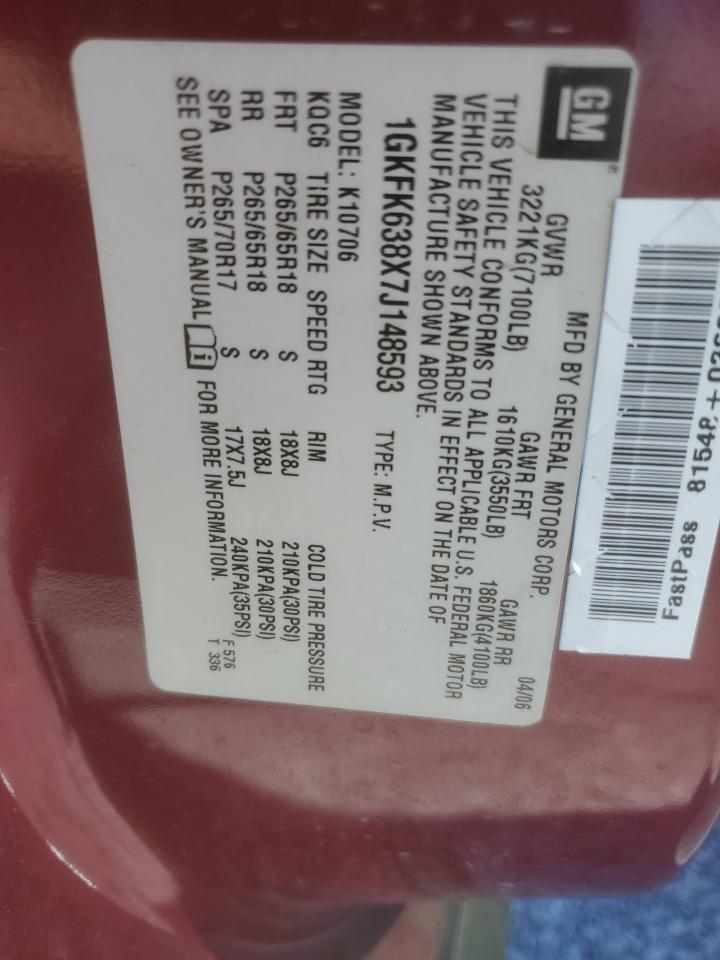 GM
MFD BY GENERAL MOTORS CORP. 04/06
GVWR GAWR FRT GAWR RR
3221KG(7100LB) 1610KG(3550LB) 1860KG(4100LB)
THIS VEHICLE CONFORMS TO ALL APPLICABLE U.S. FEDERAL MOTOR
VEHICLE SAFETY STANDARDS IN EFFECT ON THE DATE OF
MANUFACTURE SHOWN ABOVE.
1GKFK638X7J148593 TYPE: M.P.V.
MODEL: K10706
KQC6 TIRE SIZE SPEED RTG RIM COLD TIRE PRESSURE
FRT P265/65R18 S 18X8J 210KPA(30PSI)
RR P265/65R18 S 18X8J 210KPA(30PSI)
SPA P265/70R17 S 17X7.5J 240KPA(35PSI)
SEE OWNER'S MANUAL FOR MORE INFORMATION.
F 576
T 336
FastPass 81548 +